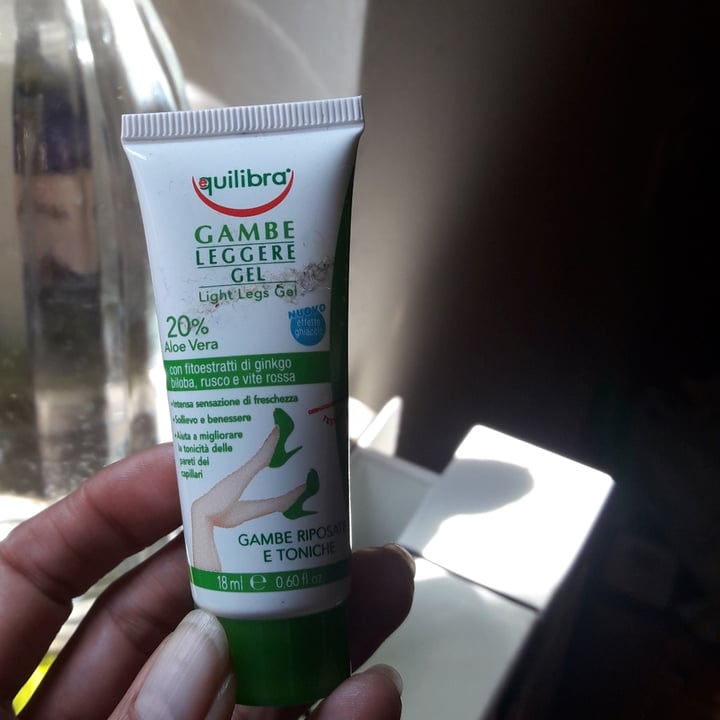 equilibra
GAMBE
LEGGERE
GEL
Light Legs Gel
NUOVO
effetto
ghiaccio
20%
Aloe Vera
con fitoestratti di ginkgo
biloba, rusco e vite rossa
• Intensa sensazione di freschezza
• Sollievo e benessere
• Aiuta a migliorare
la tonicità delle
pareti dei
capillari
GAMBE RIPOSATE
E TONICHE
18 ml e 0.60 fl oz